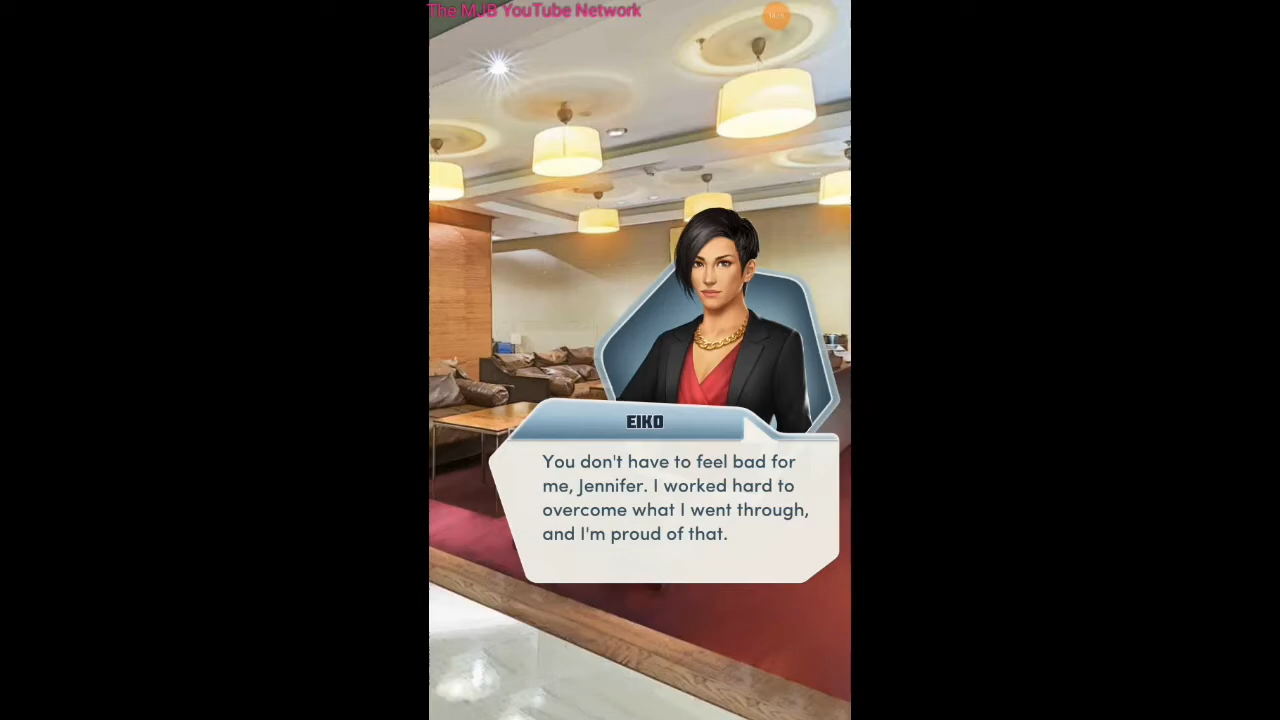 The MJB YouTube Network
EIKO
You don't have to feel bad for
me, Jennifer. I worked hard to
overcome what I went through,
and I'm proud of that.